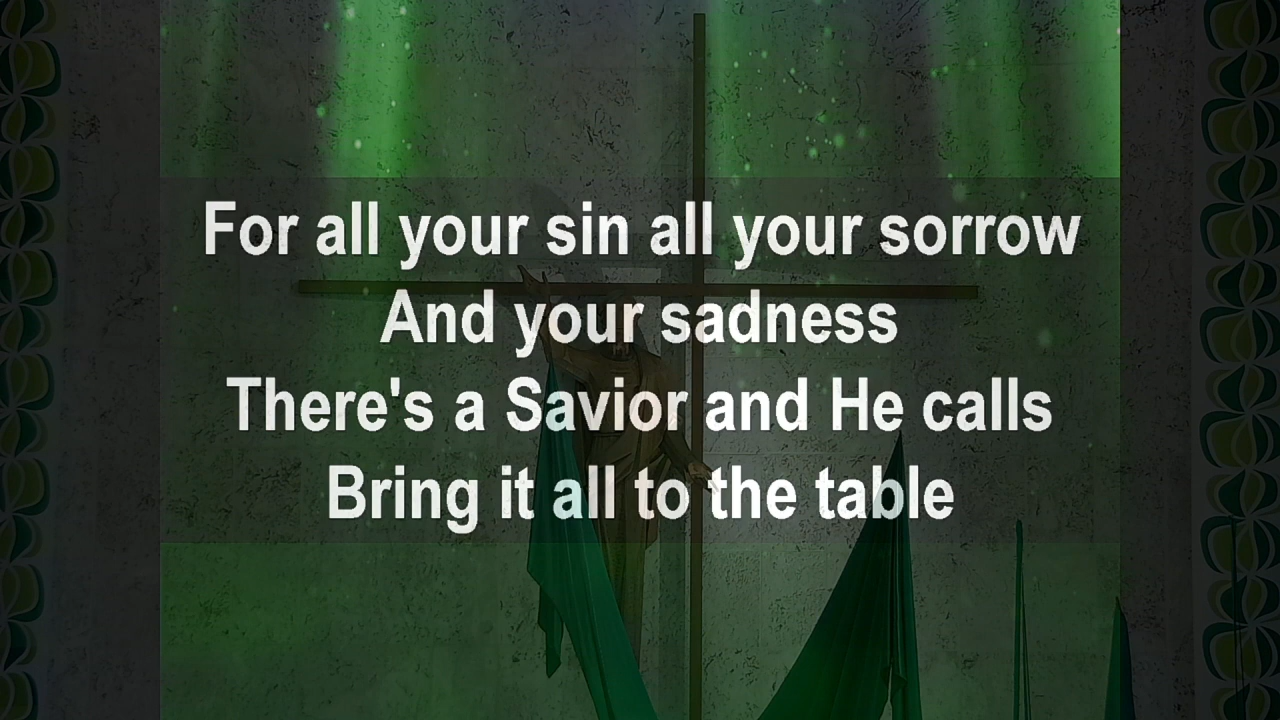 For all your sin all your sorrow
And your sadness
There's a Savior and He calls
Bring it all to the table